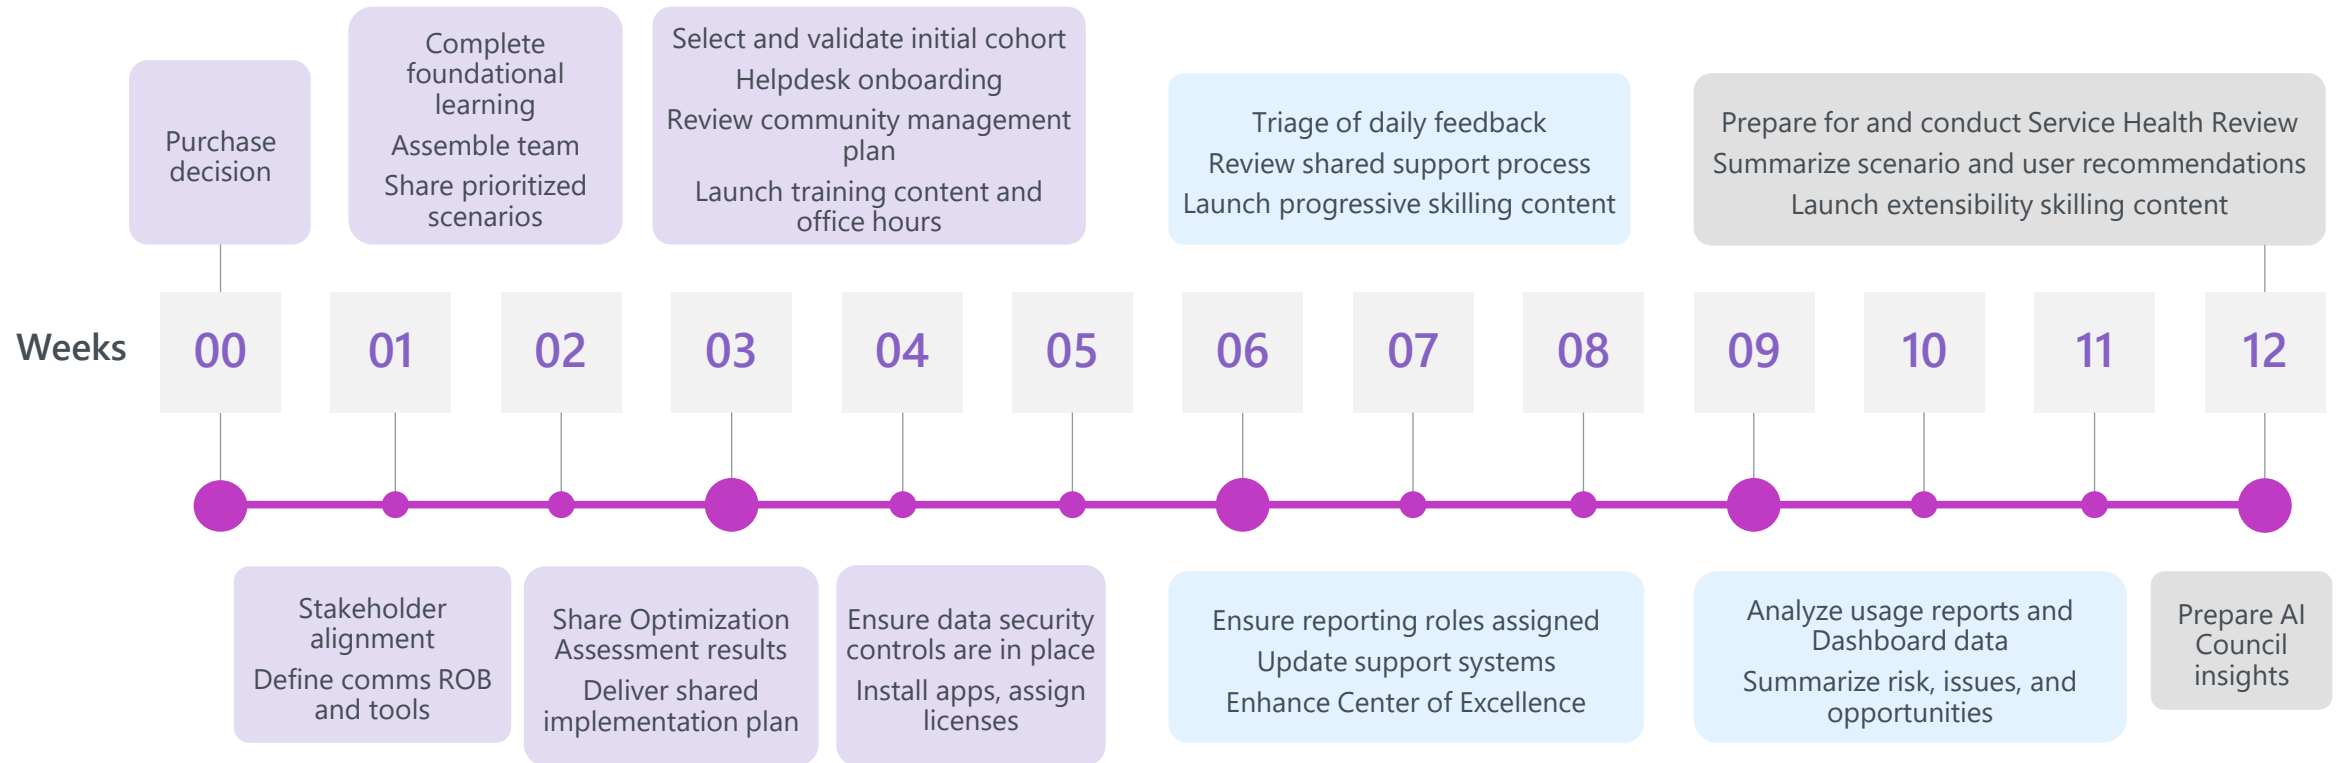 Purchase
decision
Complete
foundational
learning
Assemble team
Share prioritized
scenarios
Select and validate initial cohort
Helpdesk onboarding
Review community management
plan
Launch training content and
office hours
Triage of daily feedback
Review shared support process
Launch progressive skilling content
Prepare for and conduct Service Health Review
Summarize scenario and user recommendations
Launch extensibility skilling content
Weeks 00 01 02 03 04 05 06 07 08 09 10 11 12
Stakeholder
alignment
Define comms ROB
and tools
Share Optimization
Assessment results
Deliver shared
implementation plan
Ensure data security
controls are in place
Install apps, assign
licenses
Ensure reporting roles assigned
Update support systems
Enhance Center of Excellence
Analyze usage reports and
Dashboard data
Summarize risk, issues, and
opportunities
Prepare AI
Council
insights